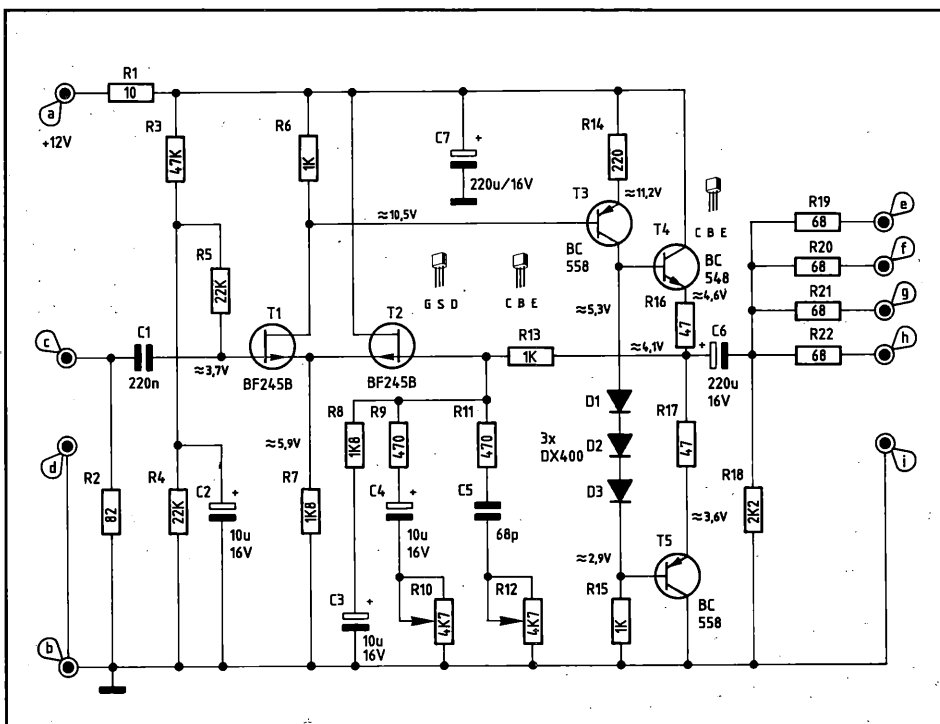 a
+12V
R1
10
R3
47K
R6
1K
C7
+
220u/16V
R14
220
≈11,2V
T3
BC
558
≈10,5V
T4
BC
548
C B E
R19
68
e
R20
68
f
R21
68
g
R22
68
h
R5
22K
G S D
C B E
≈5,3V
R16
47
≈4,6V
c
C1
220n
≈3,7V
T1
BF245B
T2
BF245B
R13
1K
≈4,1V
+
C6
220u
16V
d
R2
82
R4
22K
C2
+
10u
16V
≈5,9V
R7
1K8
R8
1K8
R9
470
R11
470
C4
+
10u
16V
C5
68p
D1
D2
D3
3x
DX400
R17
47
≈3,6V
R18
2K2
i
C3
+
10u
16V
R10
4K7
R12
4K7
≈2,9V
R15
1K
T5
BC
558
b